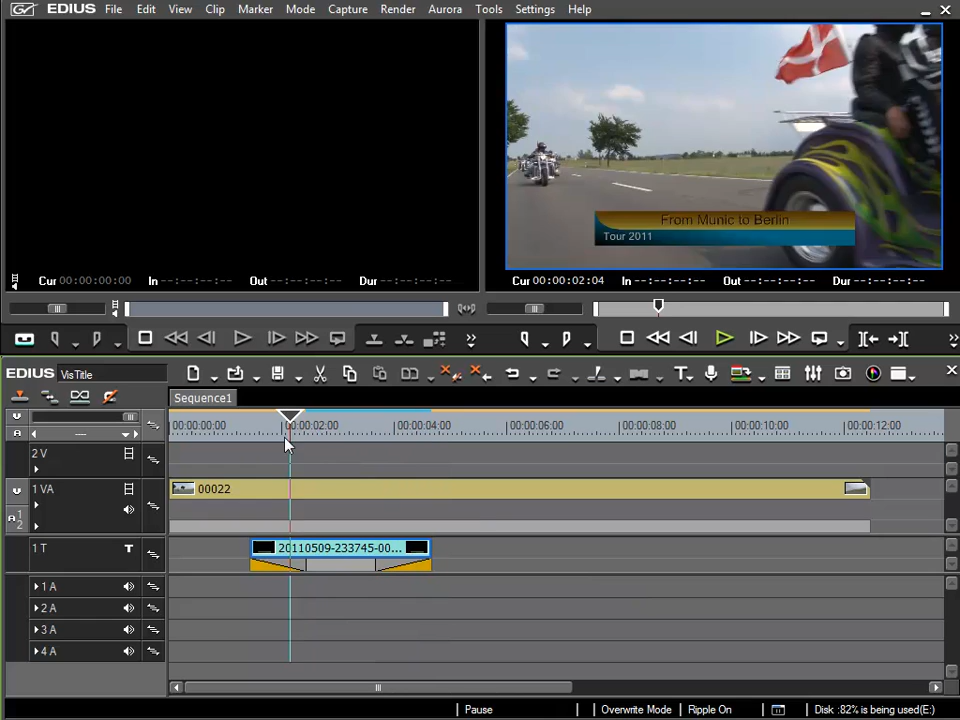 EDIUS File Edit View Clip Marker Mode Capture Render Aurora Tools Settings Help
From Munic to Berlin
Tour 2011
Cur 00:00:00:00 In --:--:--:-- Out --:--:--:-- Dur --:--:--:--
Cur 00:00:02:04 In --:--:--:-- Out --:--:--:-- Dur --:--:--:--
EDIUS VisTitle
Sequence1
00:00:00:00 00:00:02:00 00:00:04:00 00:00:06:00 00:00:08:00 00:00:10:00 00:00:12:00
2 V
1 VA 00022
A 1 2
1 T T 20110509-233745-00...
1 A
2 A
3 A
4 A
Pause Overwrite Mode Ripple On Disk :82% is being used(E:)